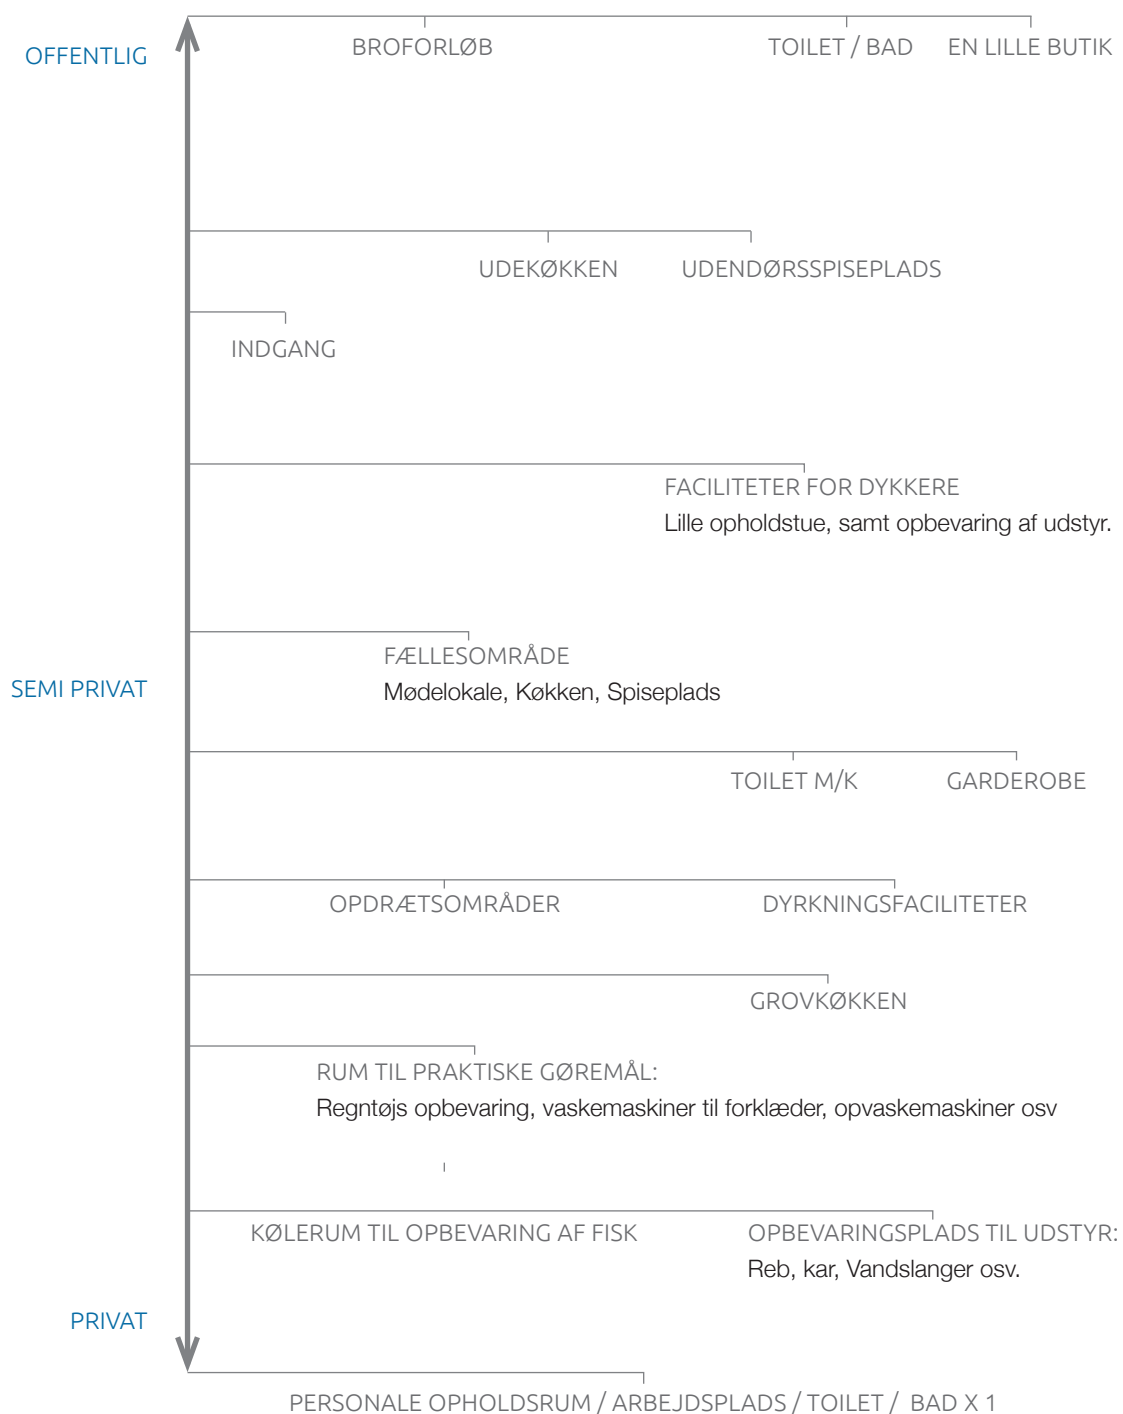 OFFENTLIG
BROFORLØB
TOILET / BAD
EN LILLE BUTIK
UDEKØKKEN
UDENDØRSSPISEPLADS
INDGANG
FACILITETER FOR DYKKERE
Lille opholdstue, samt opbevaring af udstyr.
FÆLLESOMRÅDE
SEMI PRIVAT
Mødelokale, Køkken, Spiseplads
TOILET M/K
GARDEROBE
OPDRÆTSOMRÅDER
DYRKNINGSFACILITETER
GROVKØKKEN
RUM TIL PRAKTISKE GØREMÅL:
Regntøjs opbevaring, vaskemaskiner til forklæder, opvaskemaskiner osv
KØLERUM TIL OPBEVARING AF FISK
OPBEVARINGSPLADS TIL UDSTYR:
Reb, kar, Vandslanger osv.
PRIVAT
PERSONALE OPHOLDSRUM / ARBEJDSPLADS / TOILET / BAD X 1